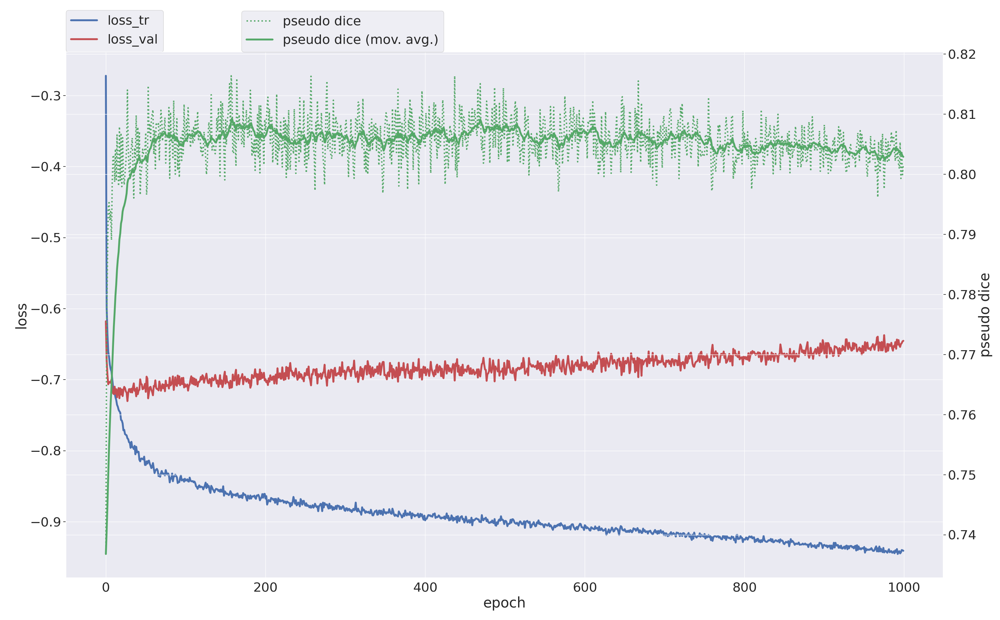 loss_tr
loss_val
pseudo dice
pseudo dice (mov. avg.)
0.82
0.81
0.80
0.79
0.78
0.77
0.76
0.75
0.74
pseudo dice
−0.3
−0.4
−0.5
−0.6
−0.7
−0.8
−0.9
loss
0 200 400 600 800 1000
epoch